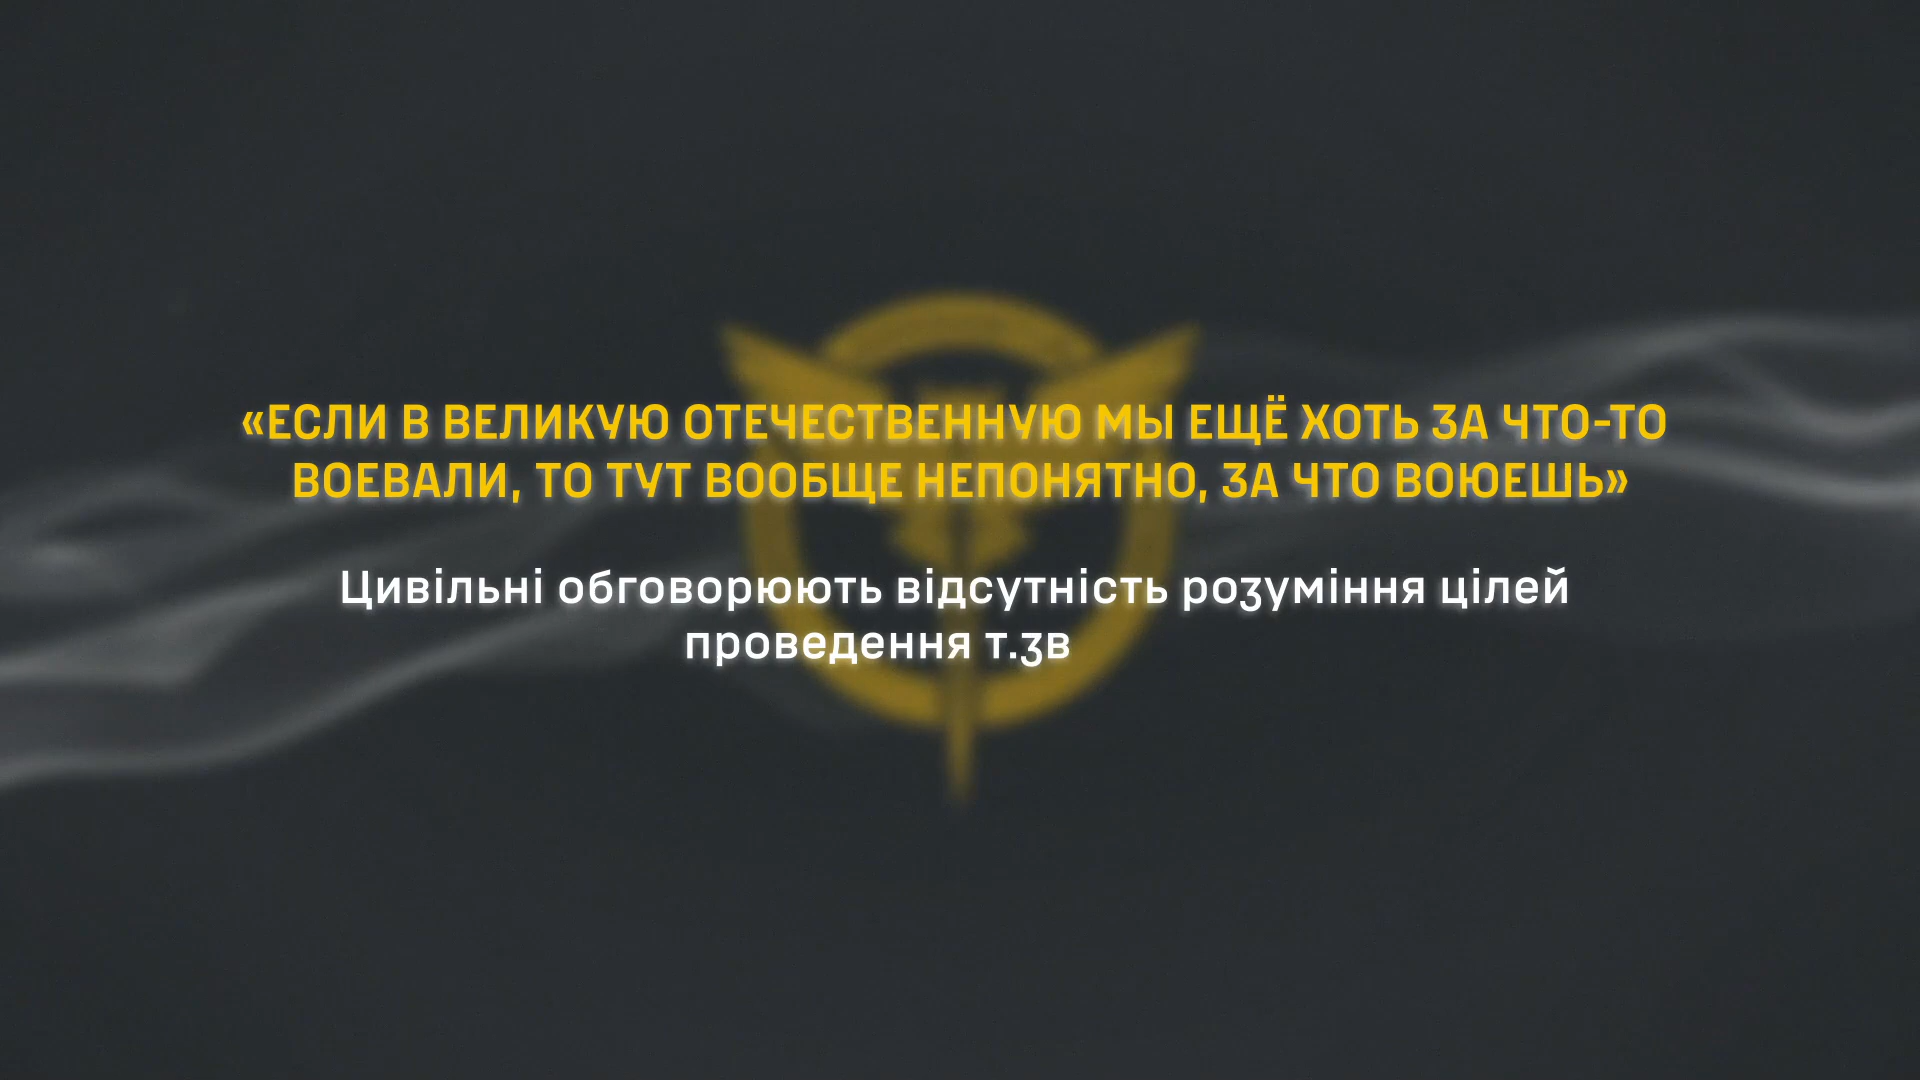 «ЕСЛИ В ВЕЛИКУЮ ОТЕЧЕСТВЕННУЮ МЫ ЕЩЁ ХОТЬ ЗА ЧТО-ТО
ВОЕВАЛИ, ТО ТУТ ВООБЩЕ НЕПОНЯТНО, ЗА ЧТО ВОЮЕШЬ»
Цивільні обговорюють відсутність розуміння цілей
проведення т.зв